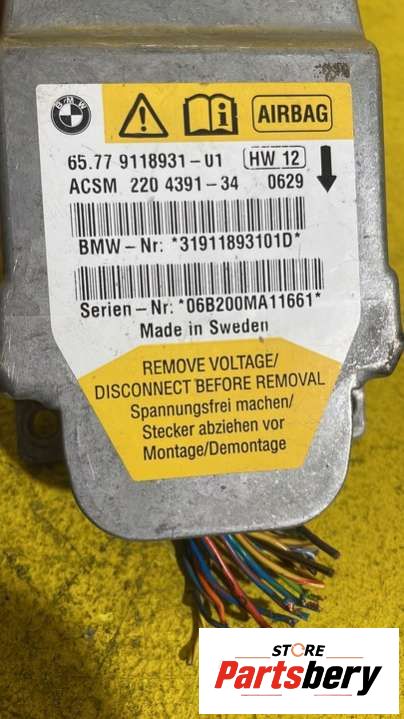 BMW
AIRBAG
65.77 9118931-U1 HW 12
ACSM 220 4391-34 0629
BMW-Nr: *31911893101D*
Serien-Nr: *06B200MA11661*
Made in Sweden
REMOVE VOLTAGE/
DISCONNECT BEFORE REMOVAL
Spannungsfrei machen/
Stecker abziehen vor
Montage/Demontage
STORE
Partsbery